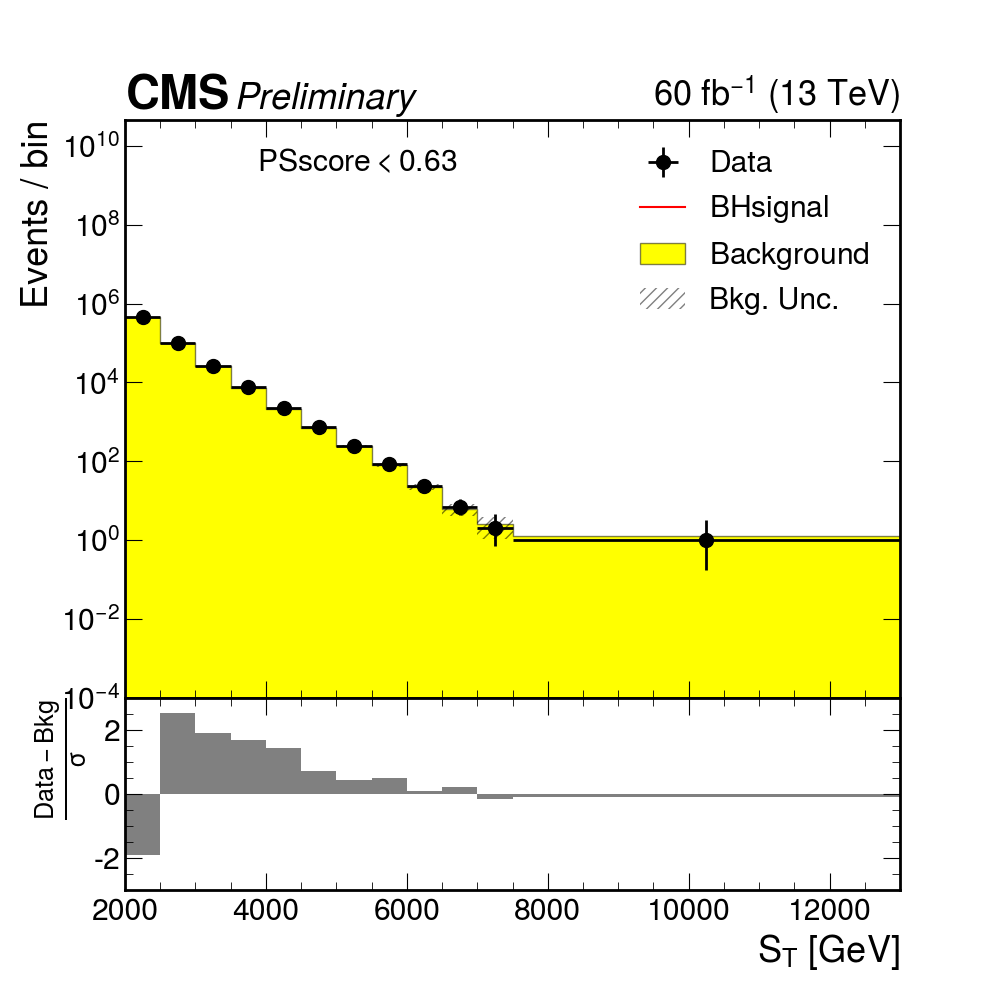 CMS Preliminary
60 fb⁻¹ (13 TeV)
Events / bin
PSscore < 0.63
Data
BHsignal
Background
Bkg. Unc.
10¹⁰
10⁸
10⁶
10⁴
10²
10⁰
10⁻²
10⁻⁴
Data – Bkg
σ
2
0
-2
2000 4000 6000 8000 10000 12000
S_T [GeV]